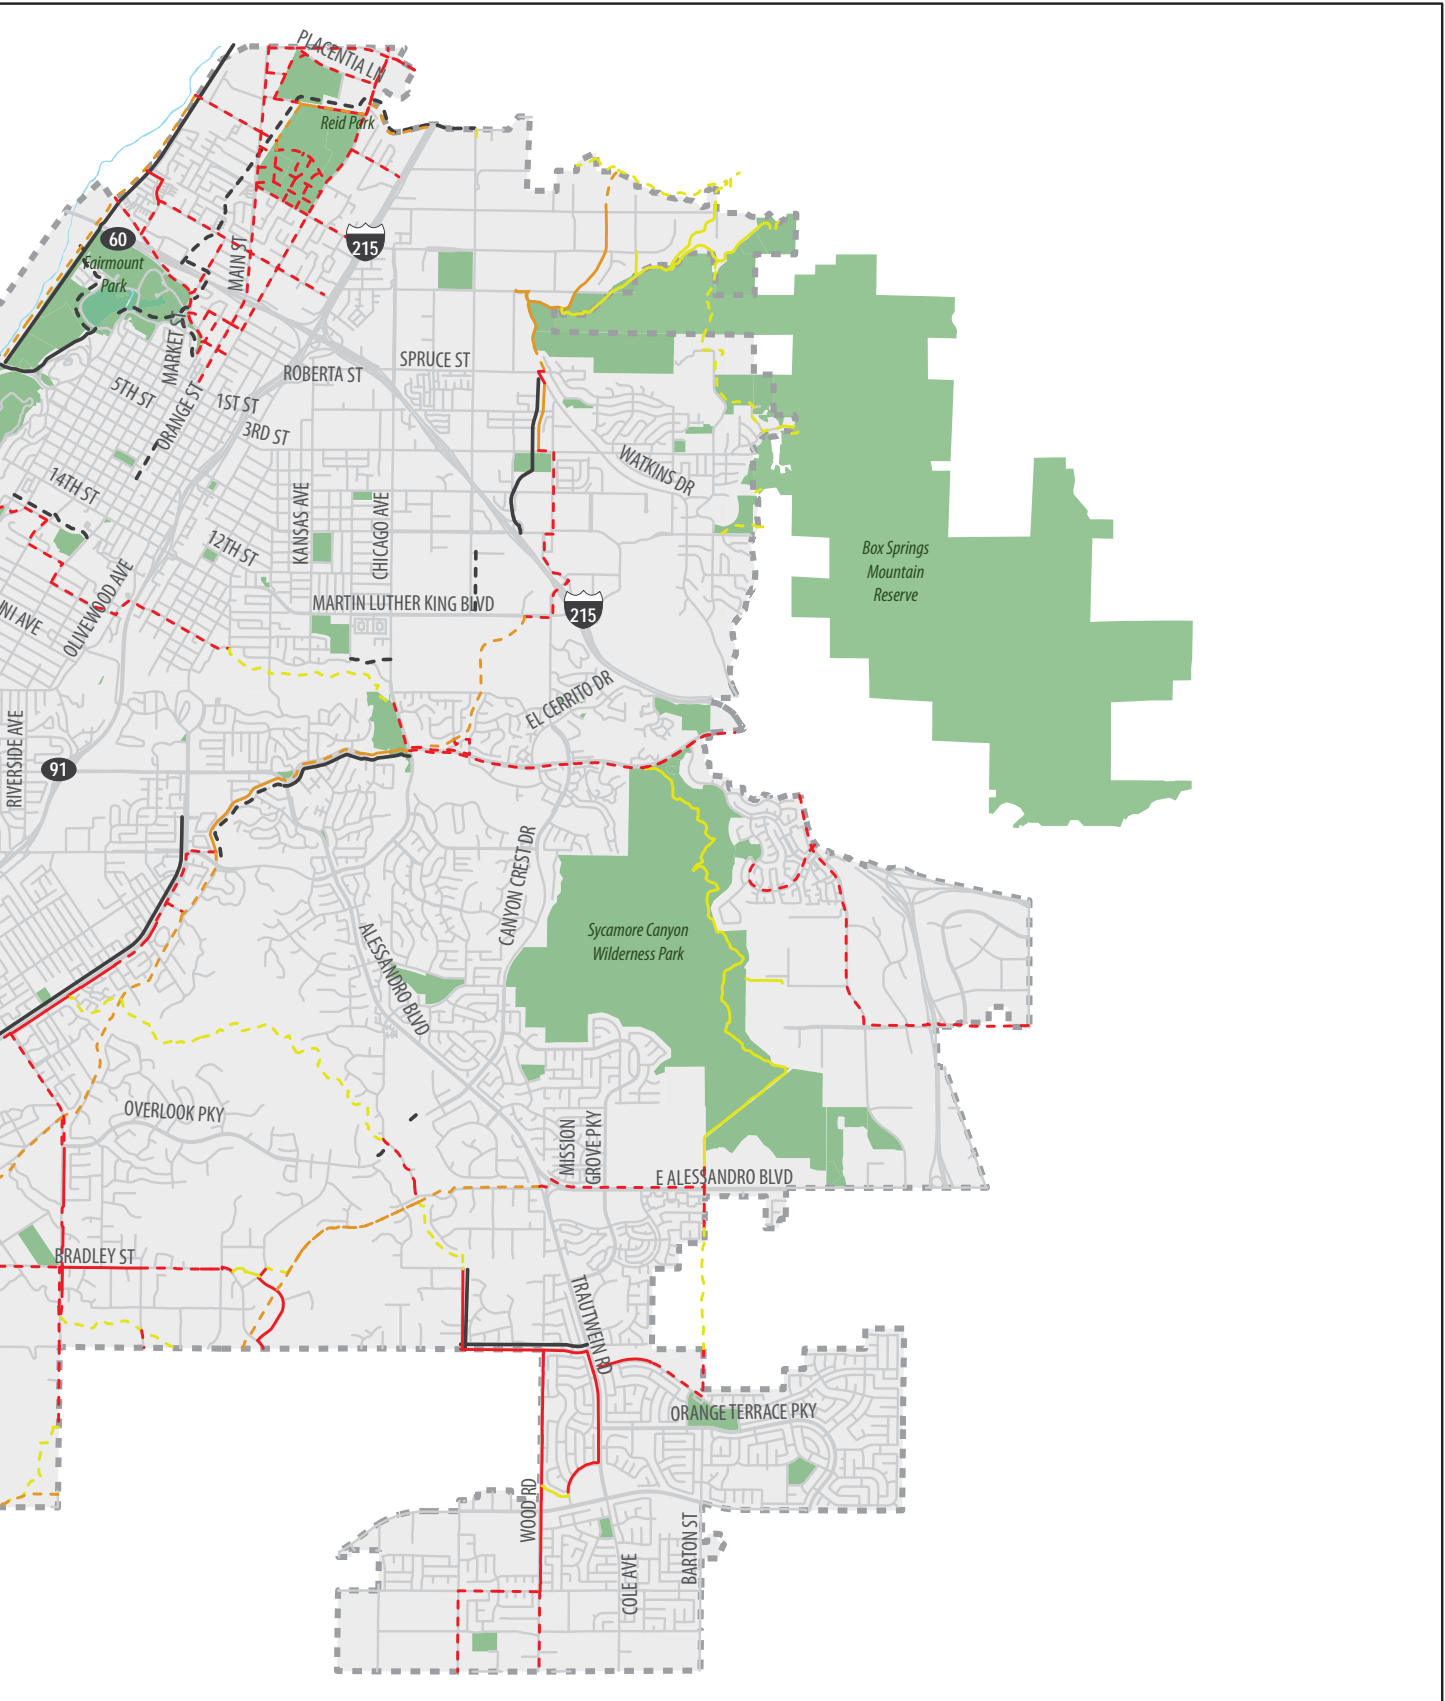 PLACENTIA LN
Reid Park
60
215
MAIN ST
Fairmount
Park
MARKET ST
SPRUCE ST
ROBERTA ST
5TH ST
ORANGE ST
1ST ST
3RD ST
WATKINS DR
14TH ST
KANSAS AVE
CHICAGO AVE
12TH ST
Box Springs
Mountain
Reserve
OLIVEWOOD AVE
MARTIN LUTHER KING BLVD
215
NI AVE
EL CERRITO DR
RIVERSIDE AVE
91
CANYON CREST DR
Sycamore Canyon
Wilderness Park
ALESSANDRO BLVD
OVERLOOK PKY
MISSION
GROVE PKY
E ALESSANDRO BLVD
BRADLEY ST
TRAUTWEIN RD
ORANGE TERRACE PKY
WOOD RD
BARTON ST
COLE AVE